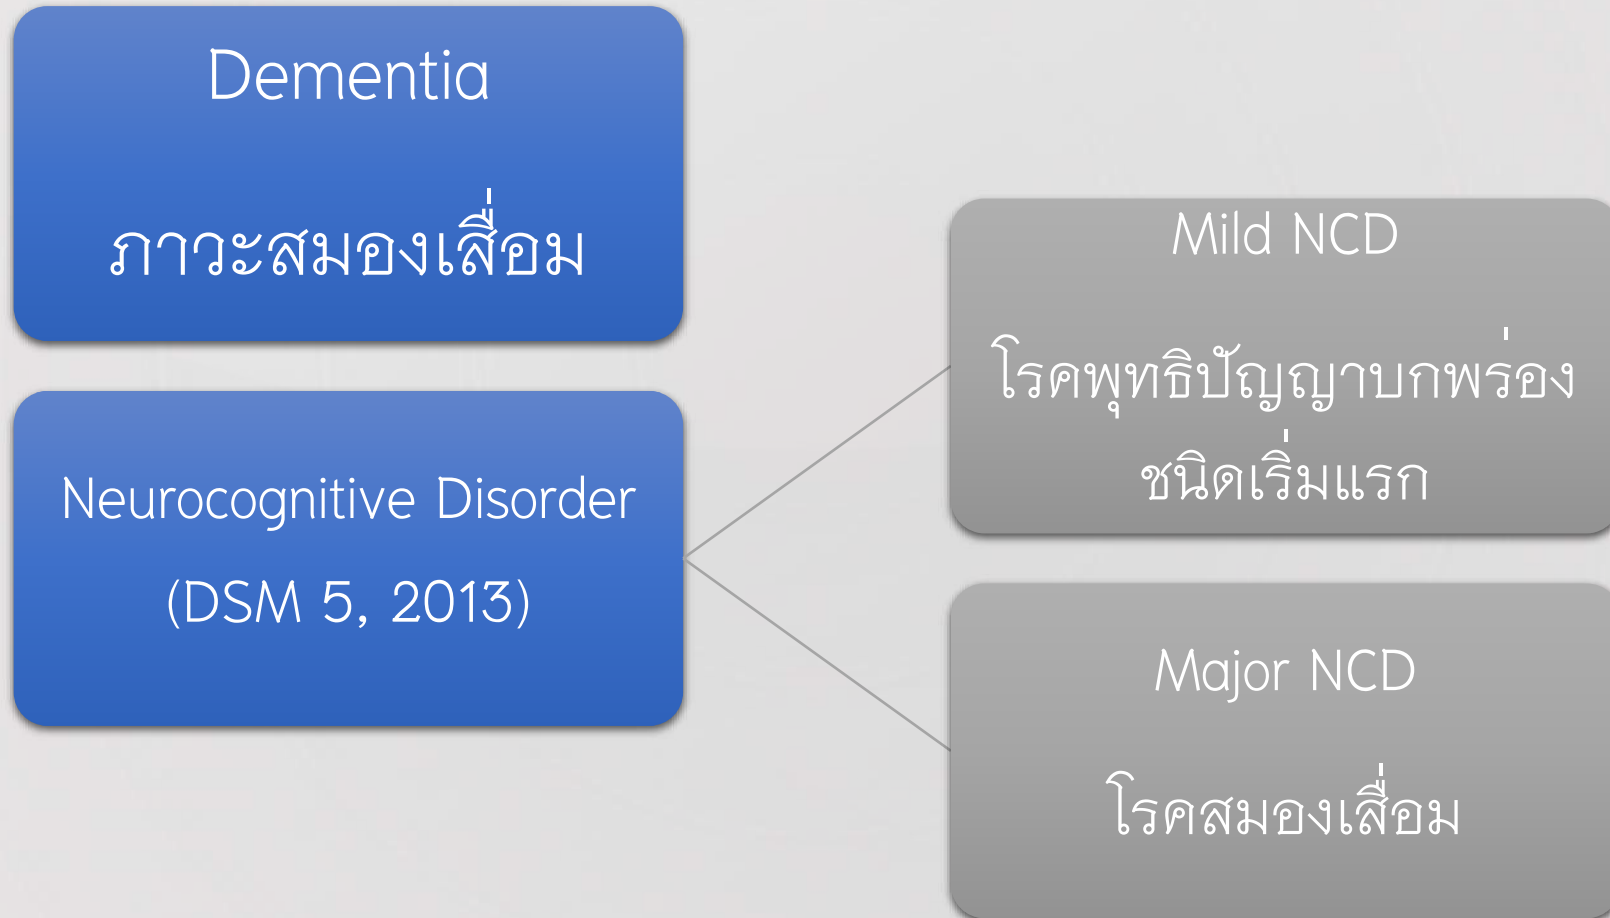 Dementia
ภาวะสมองเสื่อม
Neurocognitive Disorder
(DSM 5, 2013)
Mild NCD
โรคพุทธิปัญญาบกพร่อง
ชนิดเริ่มแรก
Major NCD
โรคสมองเสื่อม